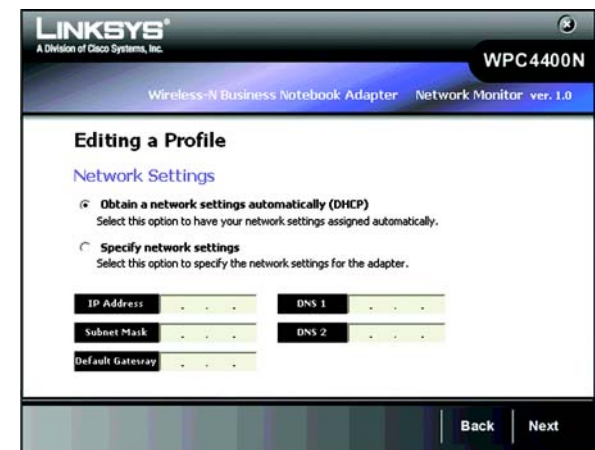 LINKSYS®
A Division of Cisco Systems, Inc.
WPC4400N
Wireless-N Business Notebook Adapter Network Monitor ver. 1.0
Editing a Profile
Network Settings
Obtain a network settings automatically (DHCP)
Select this option to have your network settings assigned automatically.
Specify network settings
Select this option to specify the network settings for the adapter.
IP Address . . . DNS 1 . . .
Subnet Mask . . . DNS 2 . . .
Default Gatesray . . .
Back Next